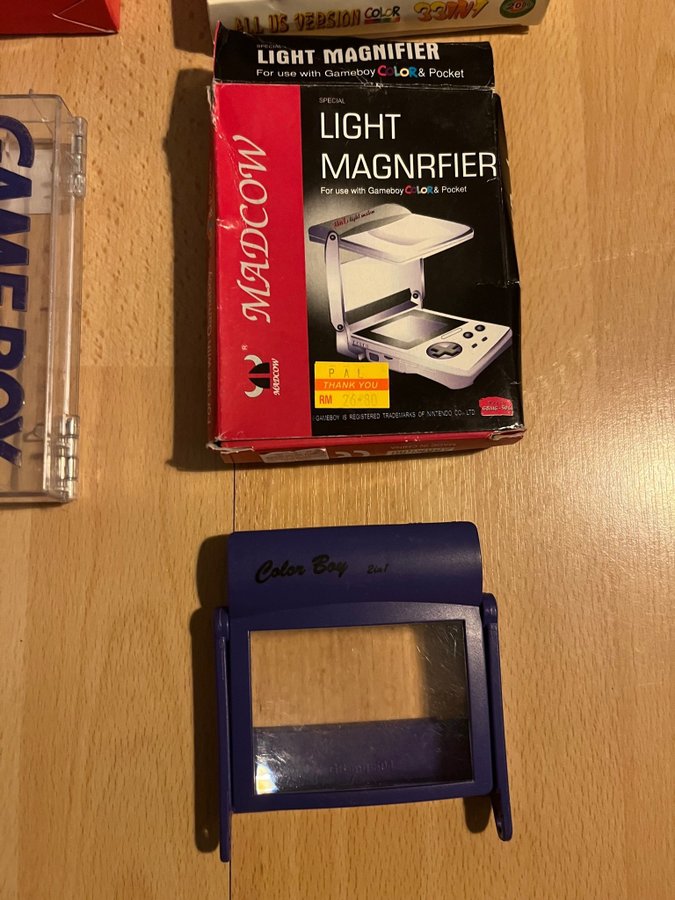 ALL US VERSION COLOR 33IN1
SPECIAL
LIGHT MAGNIFIER
For use with Gameboy COLOR & Pocket
GAME BOY
MADCOW
SPECIAL
LIGHT
MAGNRFIER
For use with Gameboy COLOR & Pocket
®
MADCOW
PAL
THANK YOU
RM 26.80
GAMEBOY IS REGISTERED TRADEMARKS OF NINTENDO CO., LTD
CE
Color Boy 2in1